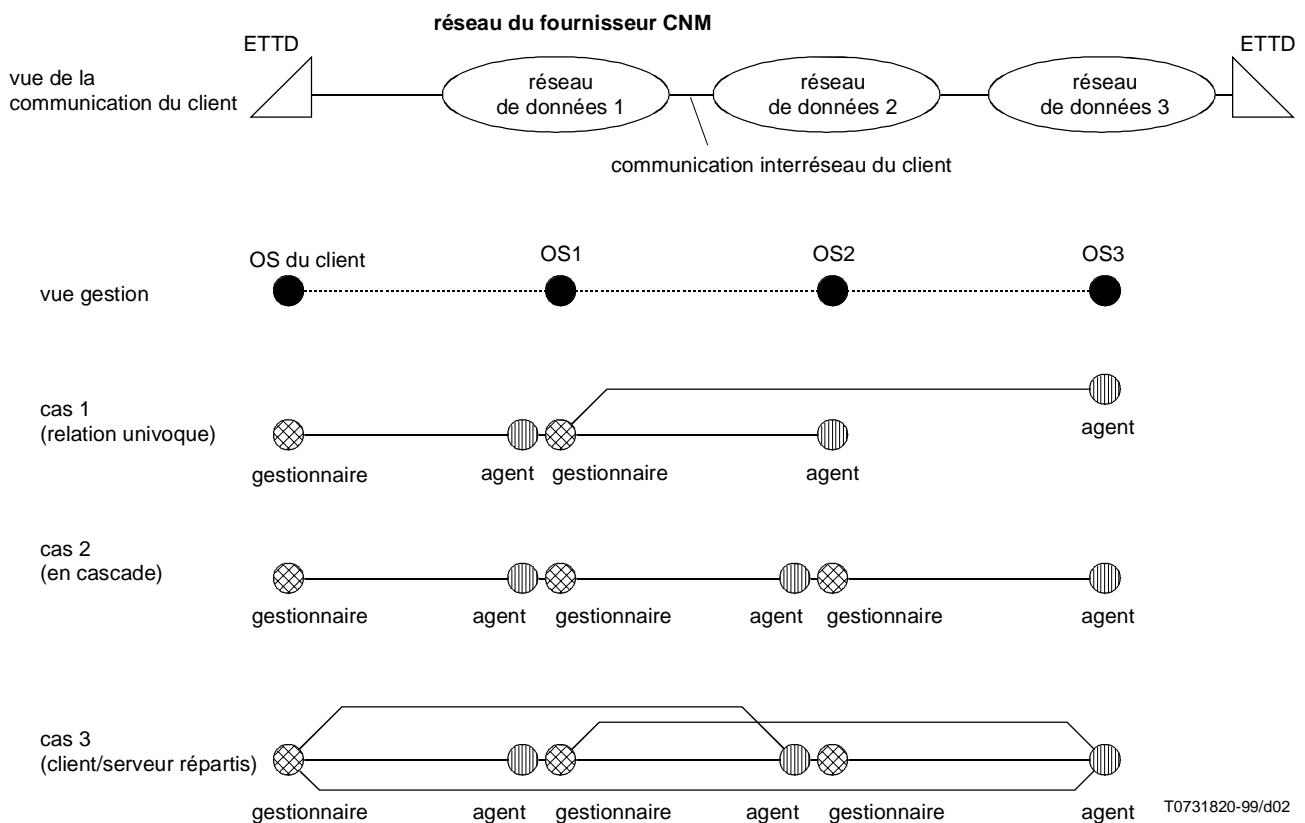 réseau du fournisseur CNM
ETTD
ETTD
vue de la
communication du client
réseau
de données 1
réseau
de données 2
réseau
de données 3
communication interréseau du client
OS du client
OS1
OS2
OS3
vue gestion
cas 1
(relation univoque)
agent
gestionnaire
agent
gestionnaire
agent
cas 2
(en cascade)
gestionnaire
agent
gestionnaire
agent
gestionnaire
agent
cas 3
(client/serveur répartis)
gestionnaire
agent
gestionnaire
agent
gestionnaire
agent
T0731820-99/d02